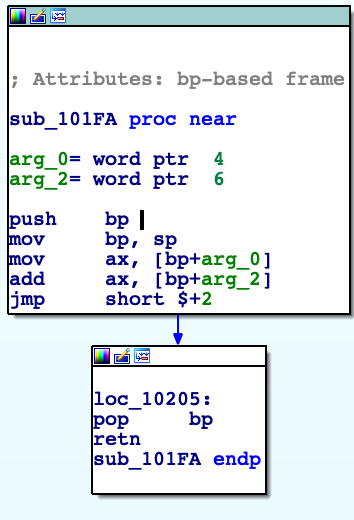 ; Attributes: bp-based frame
sub_101FA proc near
arg_0= word ptr  4
arg_2= word ptr  6
push    bp
mov     bp, sp
mov     ax, [bp+arg_0]
add     ax, [bp+arg_2]
jmp     short $+2
loc_10205:
pop     bp
retn
sub_101FA endp